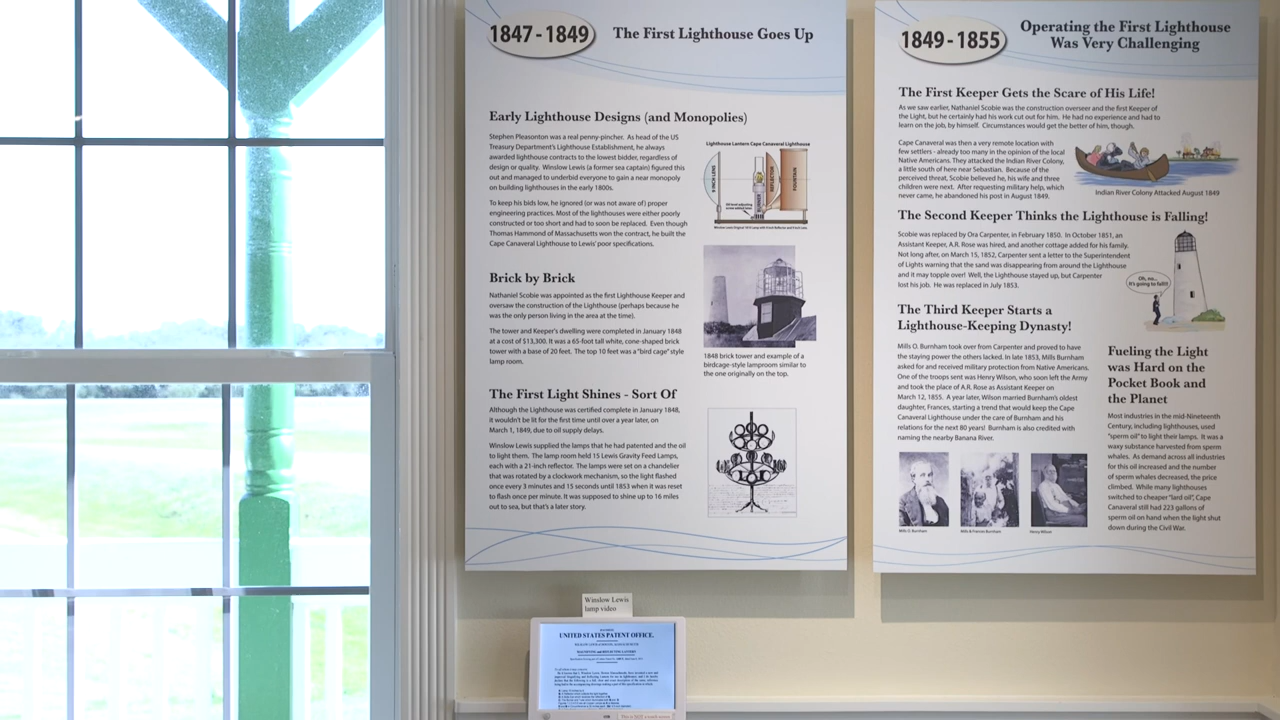 1847-1849
The First Lighthouse Goes Up
Early Lighthouse Designs (and Monopolies)
Stephen Pleasonton was a real penny-pincher. As head of the US
Treasury Department's Lighthouse Establishment, he always
awarded lighthouse contracts to the lowest bidder, regardless of
design or quality. Winslow Lewis (a former sea captain) figured this
out and managed to underbid everyone to gain a near monopoly
on building lighthouses in the early 1800s.
To keep his bids low, he ignored (or was not aware of) proper
engineering practices. Most of the lighthouses were either poorly
constructed or too short and had to soon be replaced. Even though
Thomas Hammond of Massachusetts won the contract, he built the
Cape Canaveral Lighthouse to Lewis' poor specifications.
Lighthouse Lantern Cape Canaveral Lighthouse
9 INCH LENS
BURNER
REFLECTOR
FOUNTAIN
Brick by Brick
Nathaniel Scobie was appointed as the first Lighthouse Keeper and
oversaw the construction of the Lighthouse (perhaps because he
was the only person living in the area at the time).
The tower and Keeper's dwelling were completed in January 1848
at a cost of $13,300. It was a 65-foot tall white, cone-shaped brick
tower with a base of 20 feet. The top 10 feet was a "bird cage" style
lamp room.
1848 brick tower and example of a
birdcage-style lamproom similar to
the one originally on the top.
The First Light Shines - Sort Of
Although the Lighthouse was certified complete in January 1848,
it wouldn't be lit for the first time until over a year later, on
March 1, 1849, due to oil supply delays.
Winslow Lewis supplied the lamps that he had patented and the oil
to light them. The lamp room held 15 Lewis Gravity Feed Lamps,
each with a 21-inch reflector. The lamps were set on a chandelier
that was rotated by a clockwork mechanism, so the light flashed
once every 3 minutes and 15 seconds until 1853 when it was reset
to flash once per minute. It was supposed to shine up to 16 miles
out to sea, but that's a later story.
1849-1855
Operating the First Lighthouse
Was Very Challenging
The First Keeper Gets the Scare of His Life!
As we saw earlier, Nathaniel Scobie was the construction overseer and the first Keeper of
the Light, but he certainly had his work cut out for him. He had no experience and had to
learn on the job, by himself. Circumstances would get the better of him, though.
Cape Canaveral was then a very remote location with
few settlers - already too many in the opinion of the local
Native Americans. They attacked the Indian River Colony,
a little south of here near Sebastian. Because of the
perceived threat, Scobie believed he, his wife and three
children were next. After requesting military help, which
never came, he abandoned his post in August 1849.
Indian River Colony Attacked August 1849
The Second Keeper Thinks the Lighthouse is Falling!
Scobie was replaced by Ora Carpenter, in February 1850. In October 1851, an
Assistant Keeper, A.R. Rose was hired, and another cottage added for his family.
Not long after, on March 15, 1852, Carpenter sent a letter to the Superintendent
of Lights warning that the sand was disappearing from around the Lighthouse
and it may topple over! Well, the Lighthouse stayed up, but Carpenter
lost his job. He was replaced in July 1853.
Oh, no...
it's going to fall!!
The Third Keeper Starts a
Lighthouse-Keeping Dynasty!
Mills O. Burnham took over from Carpenter and proved to have
the staying power the others lacked. In late 1853, Mills Burnham
asked for and received military protection from Native Americans.
One of the troops sent was Henry Wilson, who soon left the Army
and took the place of A.R. Rose as Assistant Keeper on
March 12, 1855. A year later, Wilson married Burnham's oldest
daughter, Frances, starting a trend that would keep the Cape
Canaveral Lighthouse under the care of Burnham and his
relations for the next 80 years! Burnham is also credited with
naming the nearby Banana River.
Mills O. Burnham
Mills & Frances Burnham
Henry Wilson
Fueling the Light
was Hard on the
Pocket Book and
the Planet
Most industries in the mid-Nineteenth
Century, including lighthouses, used
"sperm oil" to light their lamps. It was a
waxy substance harvested from sperm
whales. As demand across all industries
for this oil increased and the number
of sperm whales decreased, the price
climbed. While many lighthouses
switched to cheaper "lard oil", Cape
Canaveral still had 223 gallons of
sperm oil on hand when the light shut
down during the Civil War.
Winslow Lewis
lamp video
UNITED STATES PATENT OFFICE.
This is NOT a touch screen